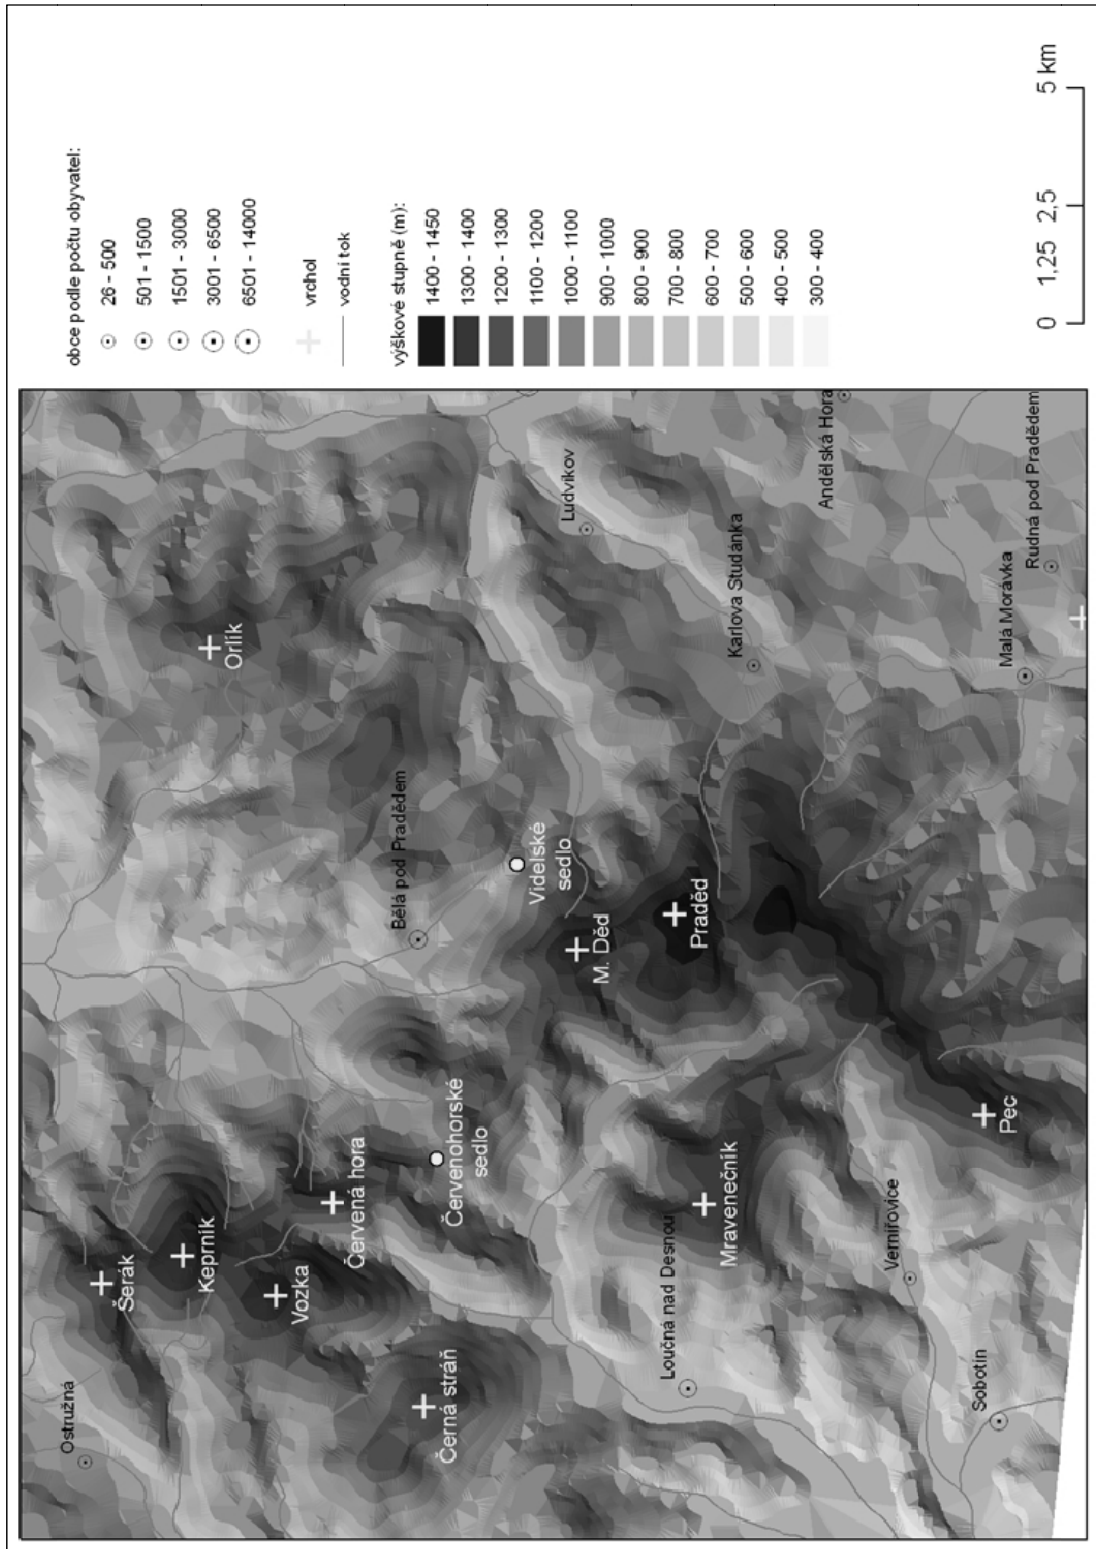 Ostružná
Šerák
Keprník
Vozka
Červená hora
Černá stráň
Červenohorské
sedlo
Bělá pod Pradědem
Orlík
Videlské
sedlo
M. Děd
Praděd
Ludvíkov
Karlova Studánka
Andělská Hora
Loučná nad Desnou
Mravenečník
Vernířovice
Sobotín
Pec
Malá Morávka
Rudná pod Pradědem
obce podle počtu obyvatel:
26 - 500
501 - 1500
1501 - 3000
3001 - 6500
6501 - 14000
vrchol
vodní tok
výškové stupně (m):
1400 - 1450
1300 - 1400
1200 - 1300
1100 - 1200
1000 - 1100
900 - 1000
800 - 900
700 - 800
600 - 700
500 - 600
400 - 500
300 - 400
0 1,25 2,5 5 km